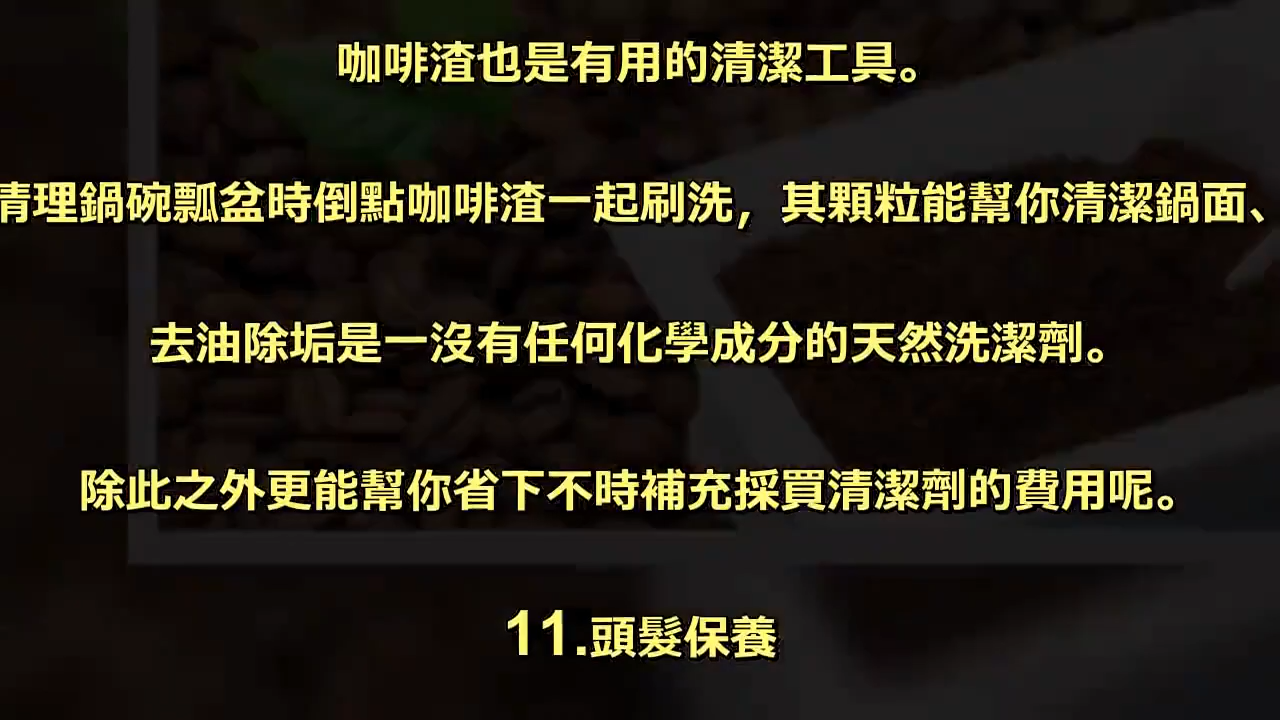 咖啡渣也是有用的清潔工具。
清理鍋碗瓢盆時倒點咖啡渣一起刷洗，其顆粒能幫你清潔鍋面、
去油除垢是一沒有任何化學成分的天然洗潔劑。
除此之外更能幫你省下不時補充採買清潔劑的費用呢。
11.頭髮保養